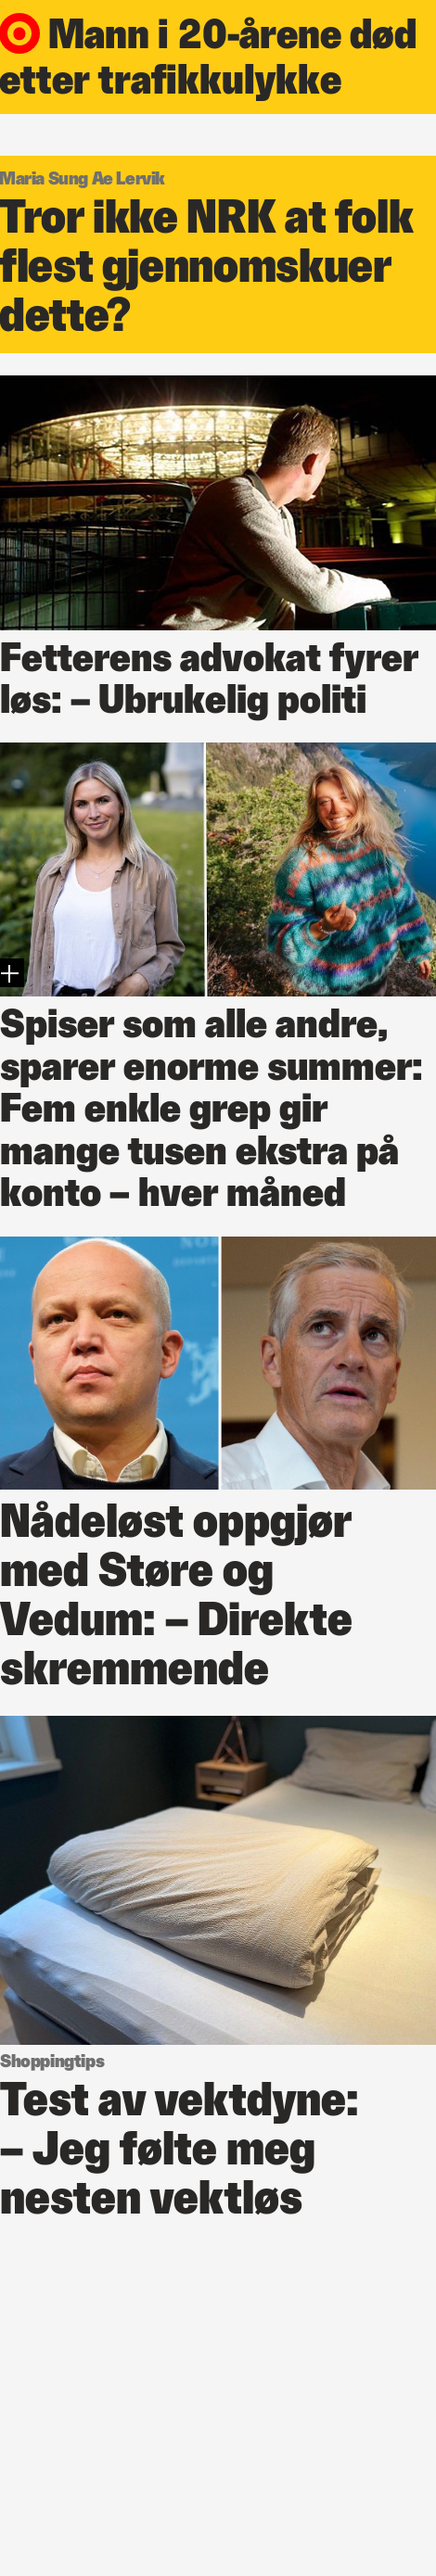 Mann i 20-årene død
etter trafikkulykke
Maria Sung Ae Lervik
Tror ikke NRK at folk
flest gjennomskuer
dette?
Fetterens advokat fyrer
løs: – Ubrukelig politi
Spiser som alle andre,
sparer enorme summer:
Fem enkle grep gir
mange tusen ekstra på
konto – hver måned
Nådeløst oppgjør
med Støre og
Vedum: – Direkte
skremmende
Shoppingtips
Test av vektdyne:
– Jeg følte meg
nesten vektløs